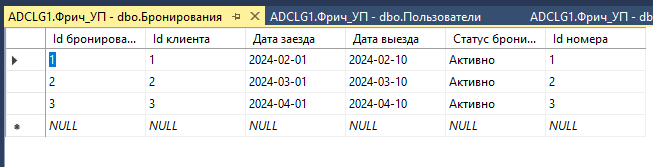 ADCLG1.Фрич_УП - dbo.Бронирования ADCLG1.Фрич_УП - dbo.Пользователи ADCLG1.Фрич_УП - db
Id бронирова... Id клиента Дата заезда Дата выезда Статус брони... Id номера
1 1 2024-02-01 2024-02-10 Активно 1
2 2 2024-03-01 2024-03-10 Активно 2
3 3 2024-04-01 2024-04-10 Активно 3
NULL NULL NULL NULL NULL NULL